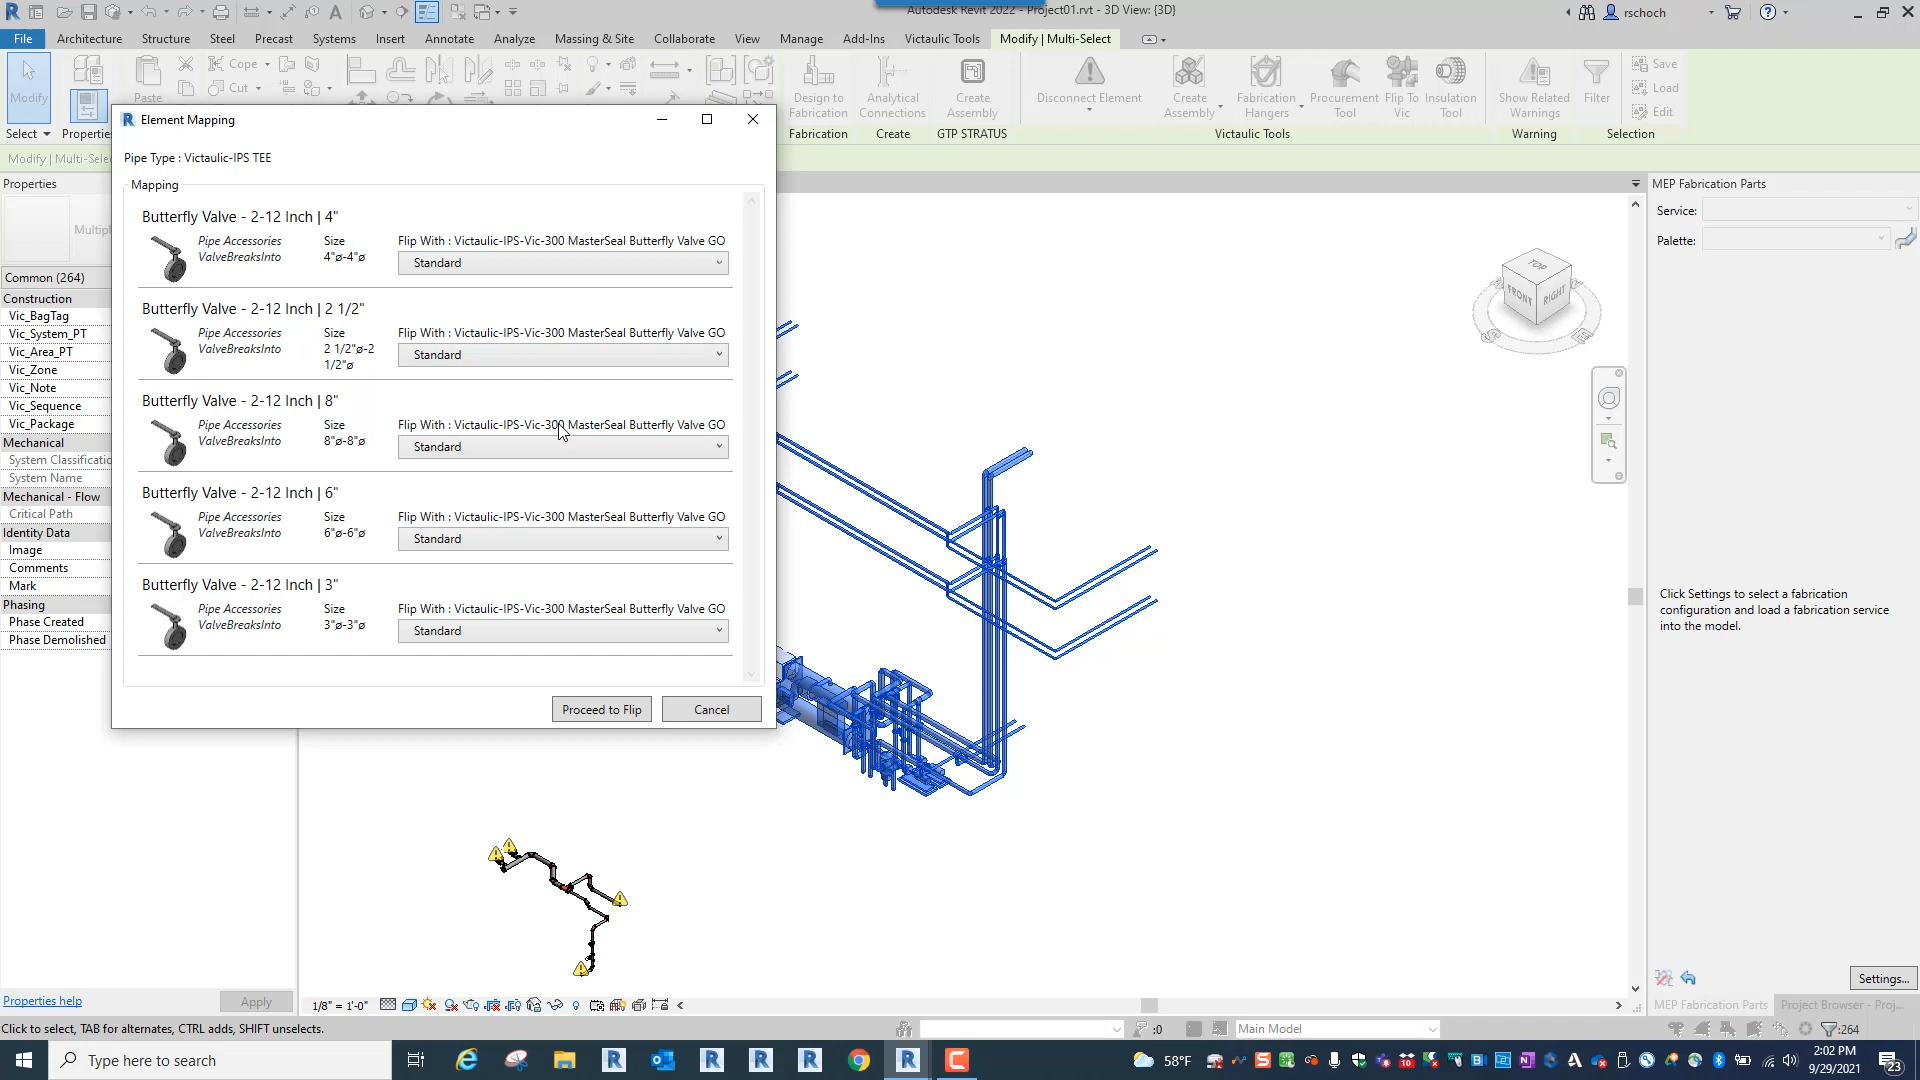 Autodesk Revit 2022 - Project01.rvt - 3D View: {3D}
rschoch
File Architecture Structure Steel Precast Systems Insert Annotate Analyze Massing & Site Collaborate View Manage Add-Ins Victaulic Tools Modify | Multi-Select
Modify
Paste
Cope
Cut
Design to Fabrication
Analytical Connections
Create Assembly
Disconnect Element
Create Assembly
Fabrication Hangers
Procurement Tool
Flip To Vic
Insulation Tool
Show Related Warnings
Filter
Save
Load
Edit
Select
Properties
Fabrication
Create
GTP STRATUS
Victaulic Tools
Warning
Selection
Modify | Multi-Select
Element Mapping
Pipe Type : Victaulic-IPS TEE
Mapping
Butterfly Valve - 2-12 Inch | 4"
Pipe Accessories
ValveBreaksInto
Size
4"ø-4"ø
Flip With : Victaulic-IPS-Vic-300 MasterSeal Butterfly Valve GO
Standard
Butterfly Valve - 2-12 Inch | 2 1/2"
Pipe Accessories
ValveBreaksInto
Size
2 1/2"ø-2
1/2"ø
Flip With : Victaulic-IPS-Vic-300 MasterSeal Butterfly Valve GO
Standard
Butterfly Valve - 2-12 Inch | 8"
Pipe Accessories
ValveBreaksInto
Size
8"ø-8"ø
Flip With : Victaulic-IPS-Vic-300 MasterSeal Butterfly Valve GO
Standard
Butterfly Valve - 2-12 Inch | 6"
Pipe Accessories
ValveBreaksInto
Size
6"ø-6"ø
Flip With : Victaulic-IPS-Vic-300 MasterSeal Butterfly Valve GO
Standard
Butterfly Valve - 2-12 Inch | 3"
Pipe Accessories
ValveBreaksInto
Size
3"ø-3"ø
Flip With : Victaulic-IPS-Vic-300 MasterSeal Butterfly Valve GO
Standard
Proceed to Flip
Cancel
Properties
Multipl
Common (264)
Construction
Vic_BagTag
Vic_System_PT
Vic_Area_PT
Vic_Zone
Vic_Note
Vic_Sequence
Vic_Package
Mechanical
System Classificatio
System Name
Mechanical - Flow
Critical Path
Identity Data
Image
Comments
Mark
Phasing
Phase Created
Phase Demolished
Properties help
Apply
TOP
FRONT
RIGHT
S
E
MEP Fabrication Parts
Service:
Palette:
Click Settings to select a fabrication
configuration and load a fabrication service
into the model.
Settings...
MEP Fabrication Parts
Project Browser - Proj...
1/8" = 1'-0"
Click to select, TAB for alternates, CTRL adds, SHIFT unselects.
:0
Main Model
:264
Type here to search
58°F
2:02 PM
9/29/2021
23